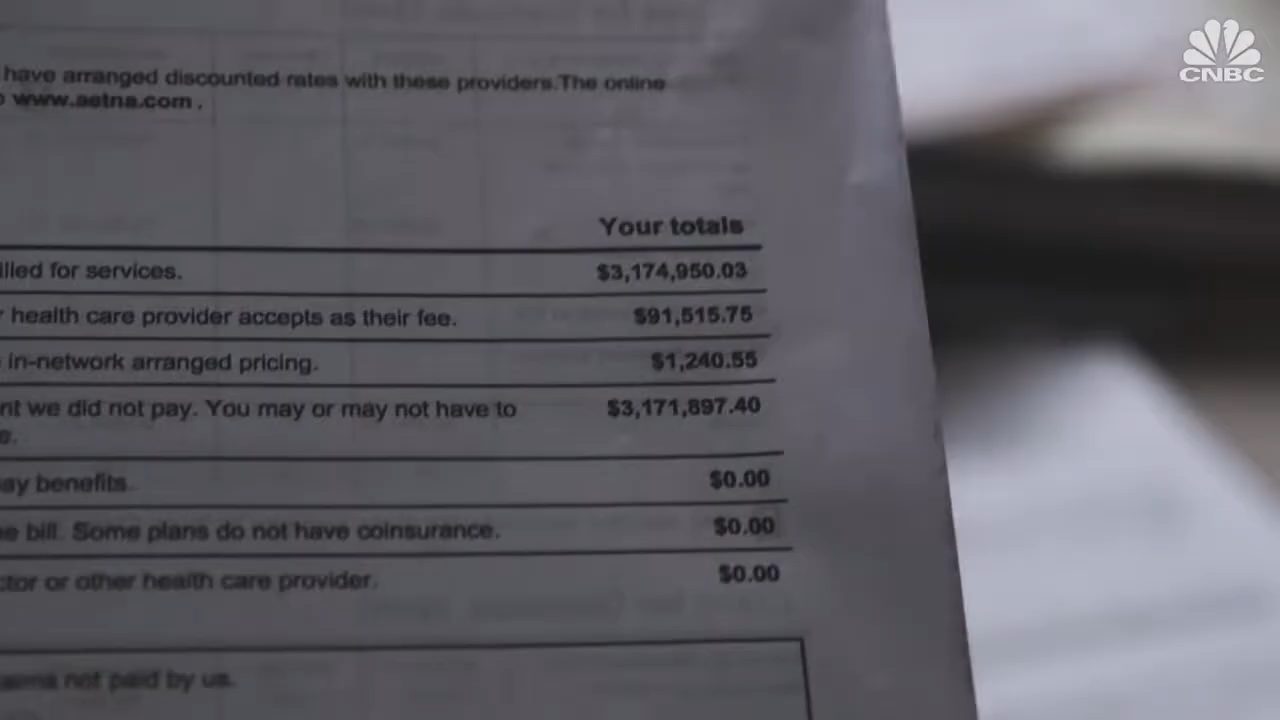 CNBC
have arranged discounted rates with these providers.The online
www.aetna.com.
Your totals
illed for services. $3,174,950.03
health care provider accepts as their fee. $91,515.75
in-network arranged pricing. $1,240.55
nt we did not pay. You may or may not have to $3,171,897.40
s.
ay benefits. $0.00
e bill. Some plans do not have coinsurance. $0.00
ctor or other health care provider. $0.00
not paid by us.